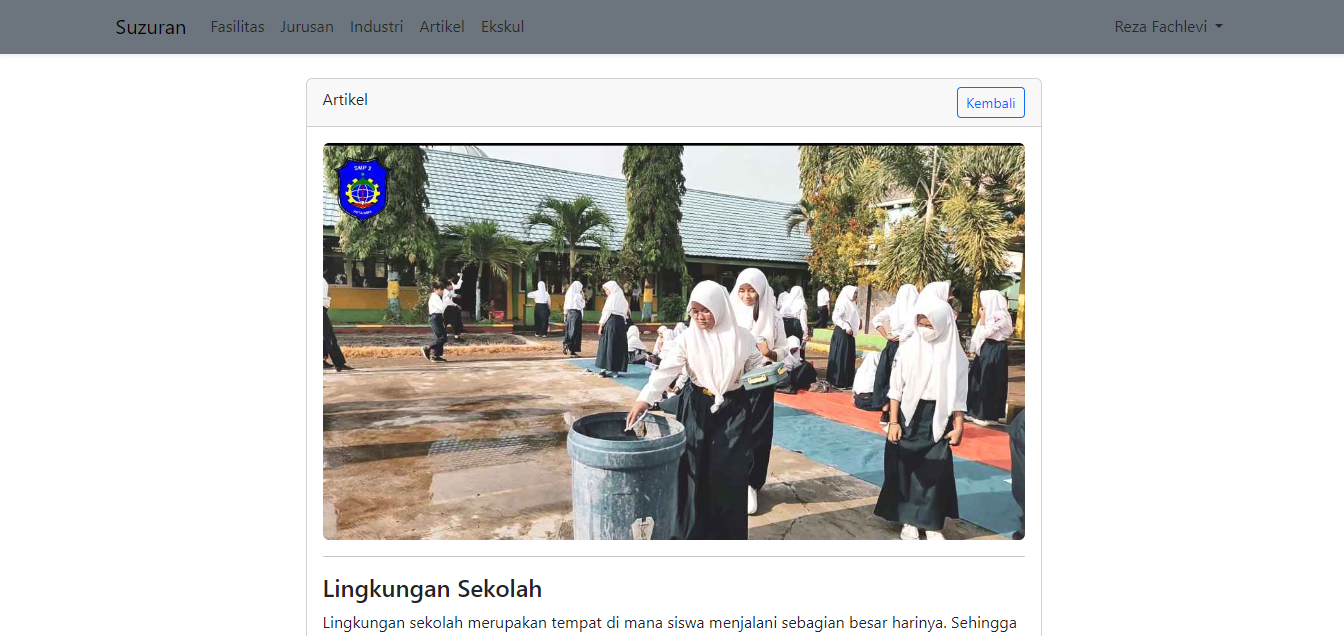 Suzuran Fasilitas Jurusan Industri Artikel Ekskul Reza Fachlevi
Artikel Kembali
SMP 2
Lingkungan Sekolah
Lingkungan sekolah merupakan tempat di mana siswa menjalani sebagian besar harinya. Sehingga